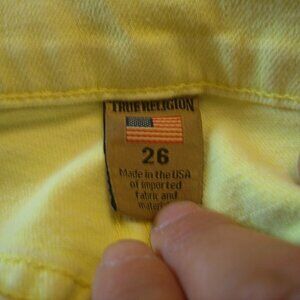 TRUE RELIGION
26
Made in the USA
of imported
fabric and